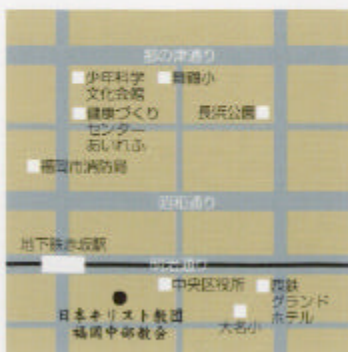 那の津通り
少年科学
文化会館
舞鶴小
健康づくり
センター
あいれふ
長浜公園
福岡市消防局
昭和通り
地下鉄赤坂駅
明治通り
中央区役所
西鉄
グランド
ホテル
大名小
日本キリスト教団
福岡中部教会